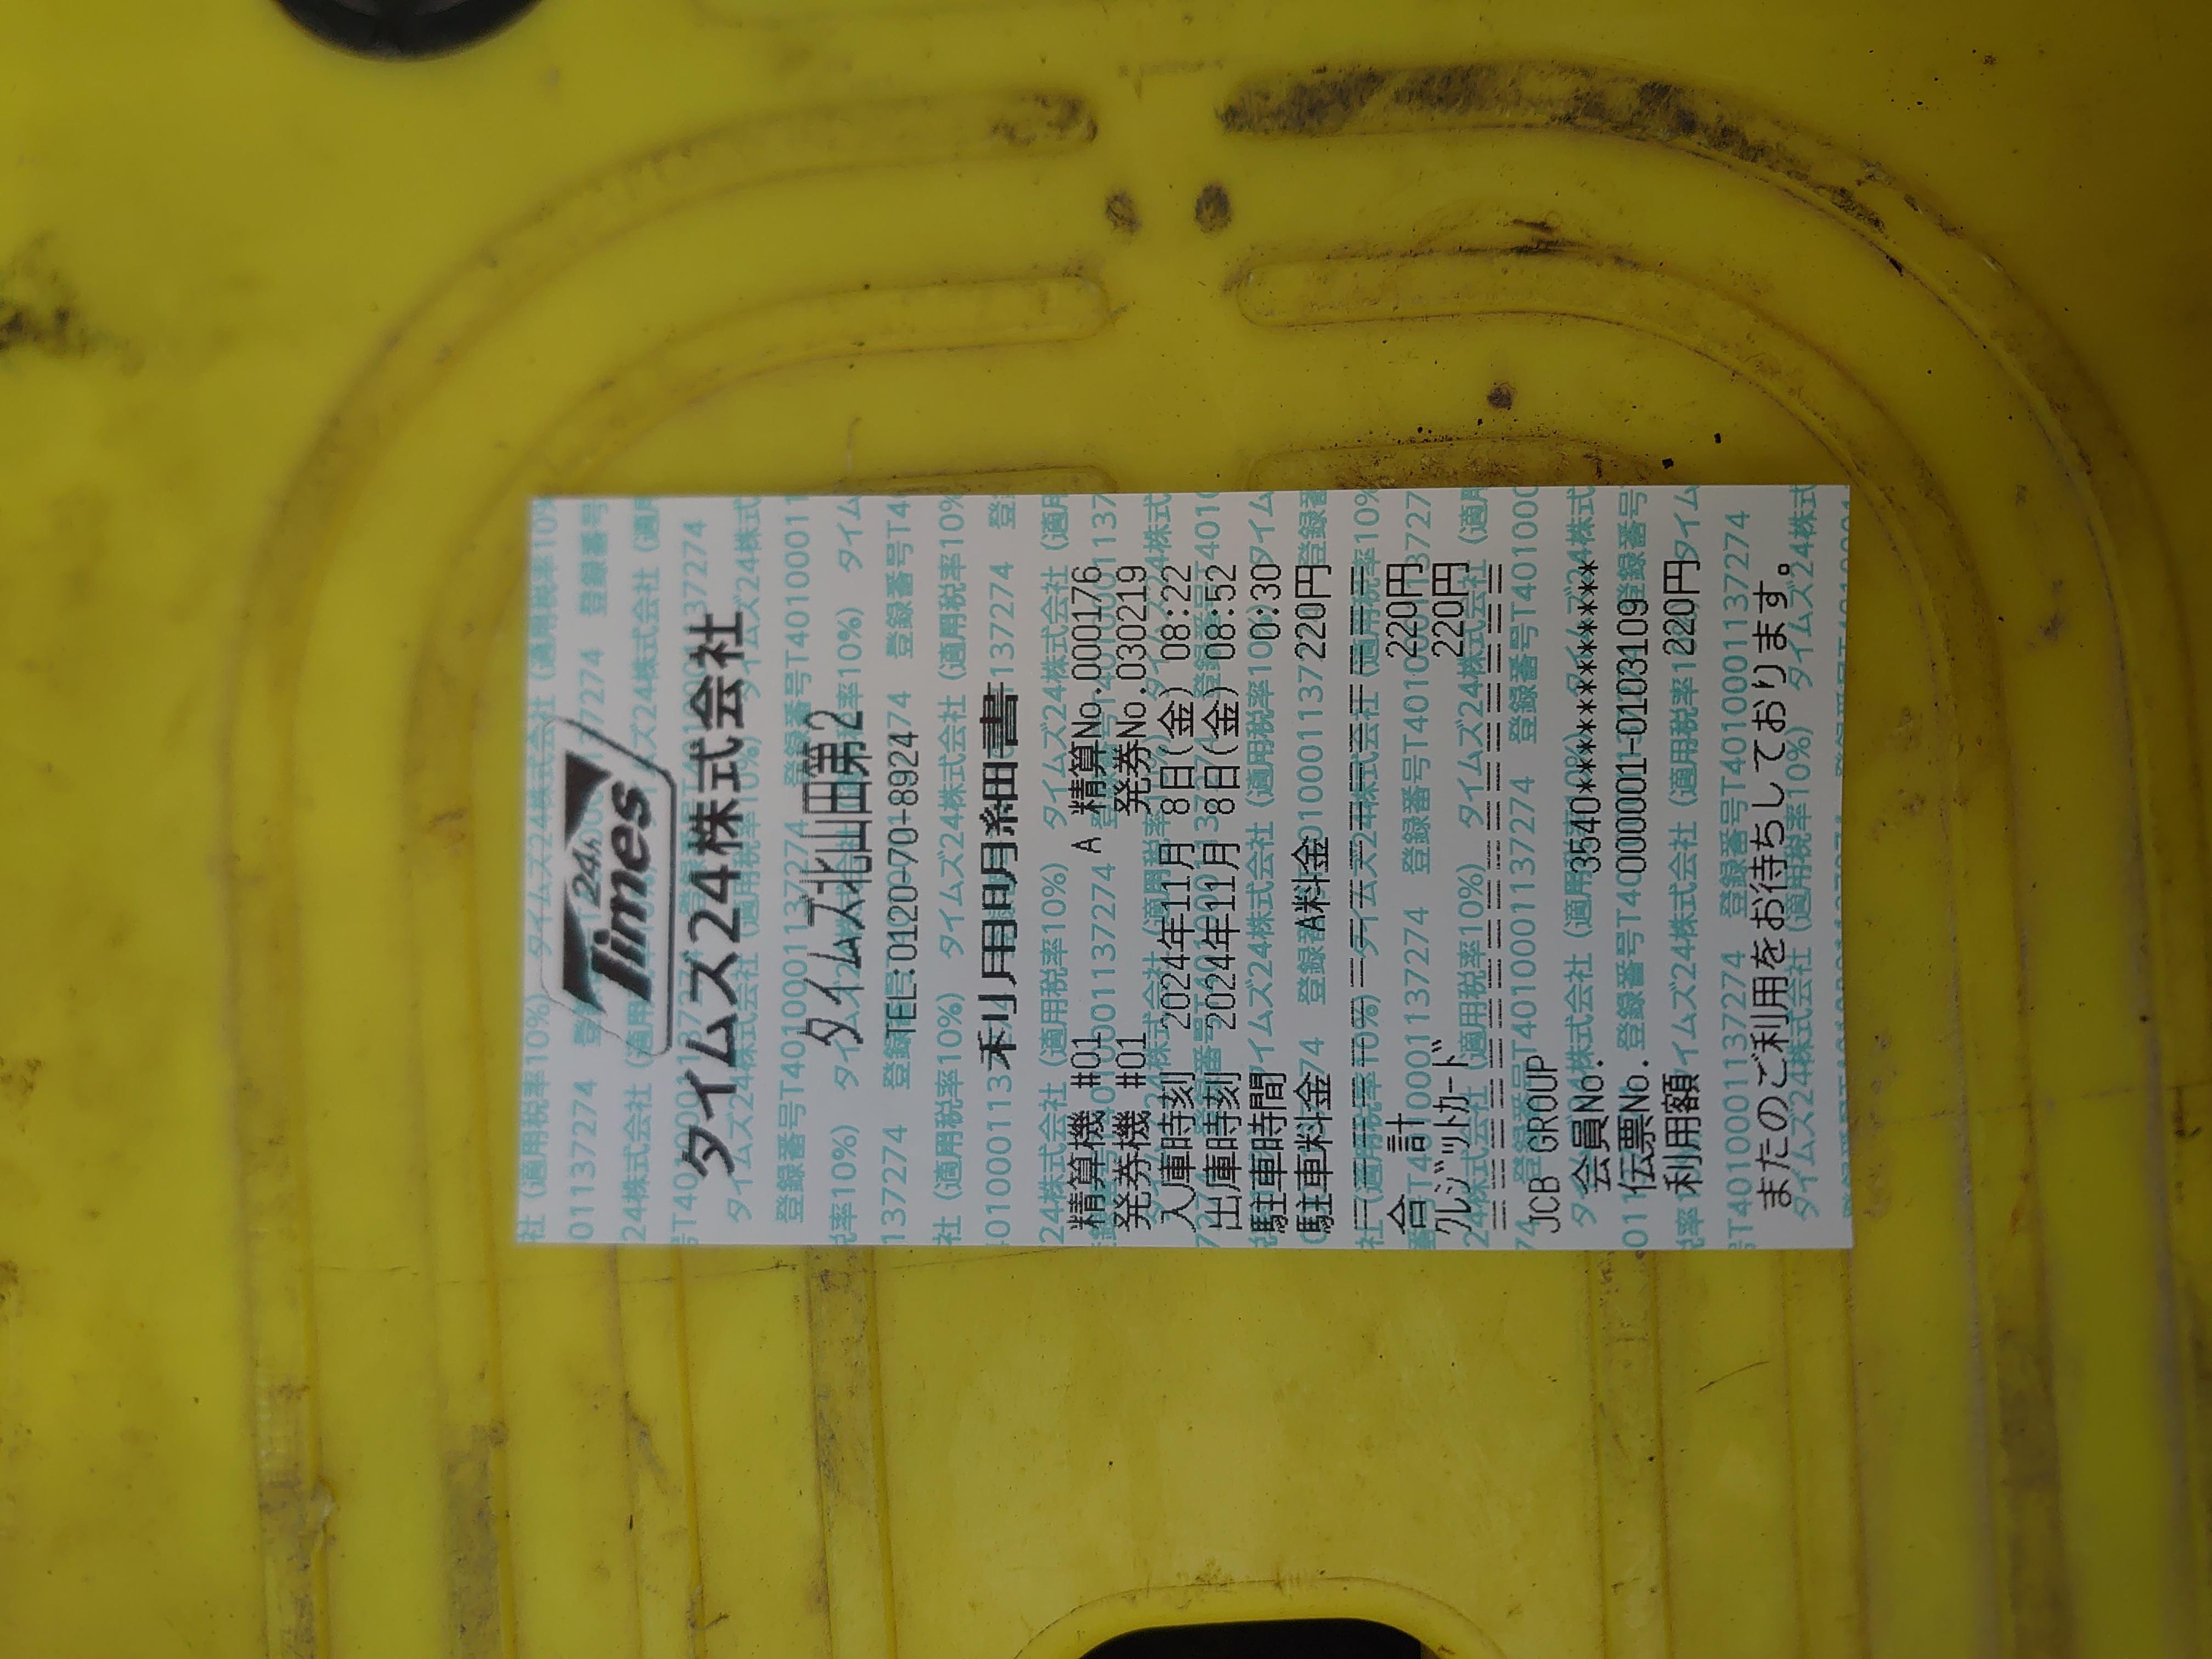 24h
Times
タイムズ24株式会社
タイムズ北山田第2
TEL:0120-70-8924
利用明細書
精算機 #01 A 精算No.000176
発券機 #01 発券No.030219
入庫時刻 2024年11月 8日(金) 08:22
出庫時刻 2024年11月 8日(金) 08:52
駐車時間 0:30
駐車料金 A料金 220円
合 計 220円
クレジットカード 220円
JCB GROUP
会員No. 3540************
伝票No. 0000001-0103109
利用額 220円
またのご利用をお待ちしております。
タイムズ24株式会社 (適用税率10%)
登録番号T4010001137274